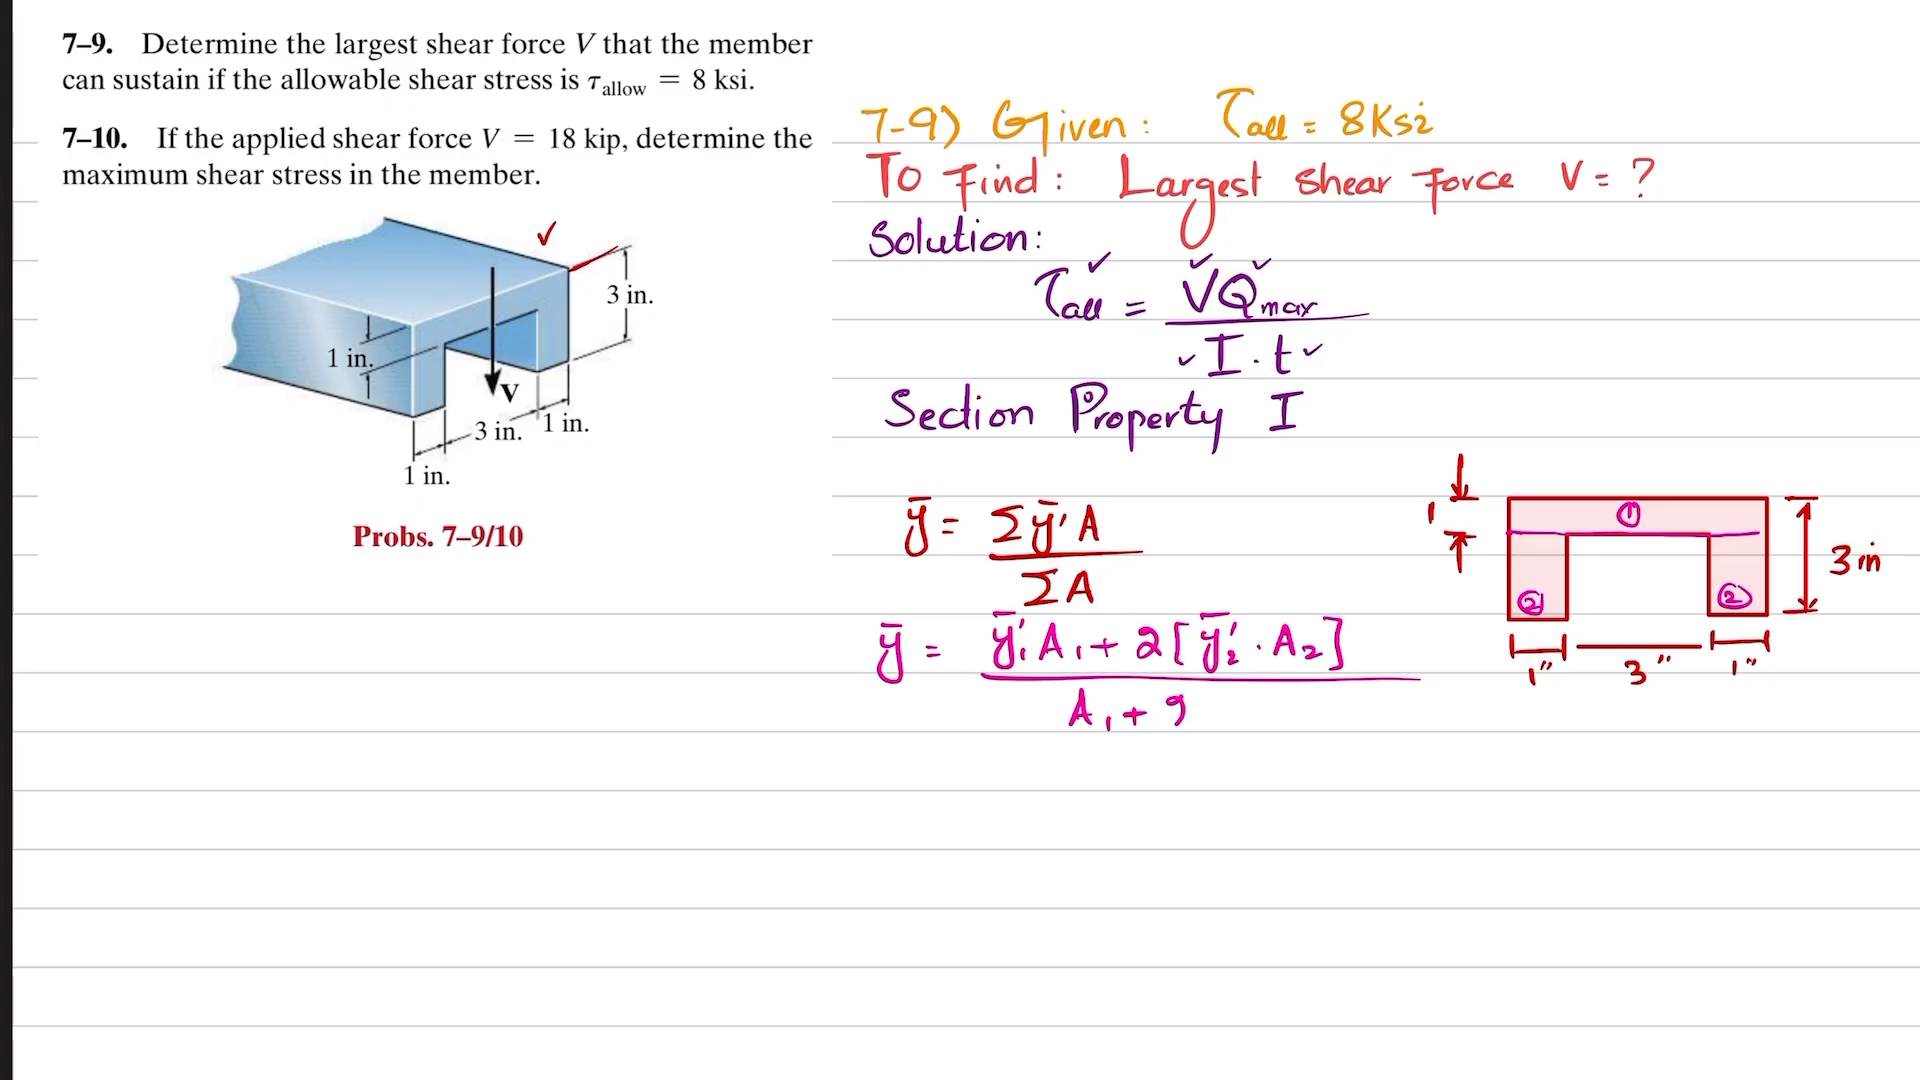 7–9. Determine the largest shear force V that the member
can sustain if the allowable shear stress is τallow = 8 ksi.
7–10. If the applied shear force V = 18 kip, determine the
maximum shear stress in the member.
3 in.
1 in.
V
3 in.
1 in.
1 in.
Probs. 7–9/10
7-9) Given: τall = 8Ksi
To Find: Largest shear Force V = ?
Solution:
τall = VQmax
I . t
Section Property I
ȳ = Σȳ'A
ΣA
ȳ = ȳ'₁A₁ + 2[ȳ'₂ · A₂]
A₁ + 9
1
①
②
②
3 in
1"
3"
1"